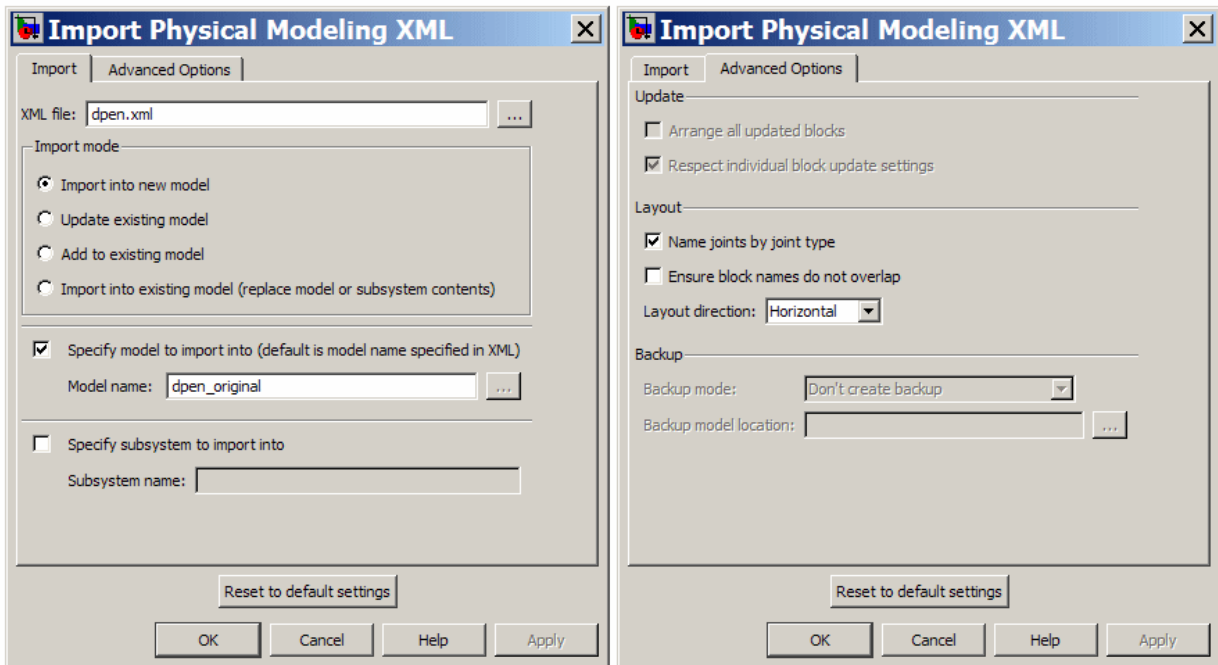 Import Physical Modeling XML
Import
Advanced Options
XML file: dpen.xml ...
Import mode
Import into new model
Update existing model
Add to existing model
Import into existing model (replace model or subsystem contents)
Specify model to import into (default is model name specified in XML)
Model name: dpen_original ...
Specify subsystem to import into
Subsystem name:
Reset to default settings
OK Cancel Help Apply
Import Physical Modeling XML
Import
Advanced Options
Update
Arrange all updated blocks
Respect individual block update settings
Layout
Name joints by joint type
Ensure block names do not overlap
Layout direction: Horizontal
Backup
Backup mode: Don't create backup
Backup model location: ...
Reset to default settings
OK Cancel Help Apply